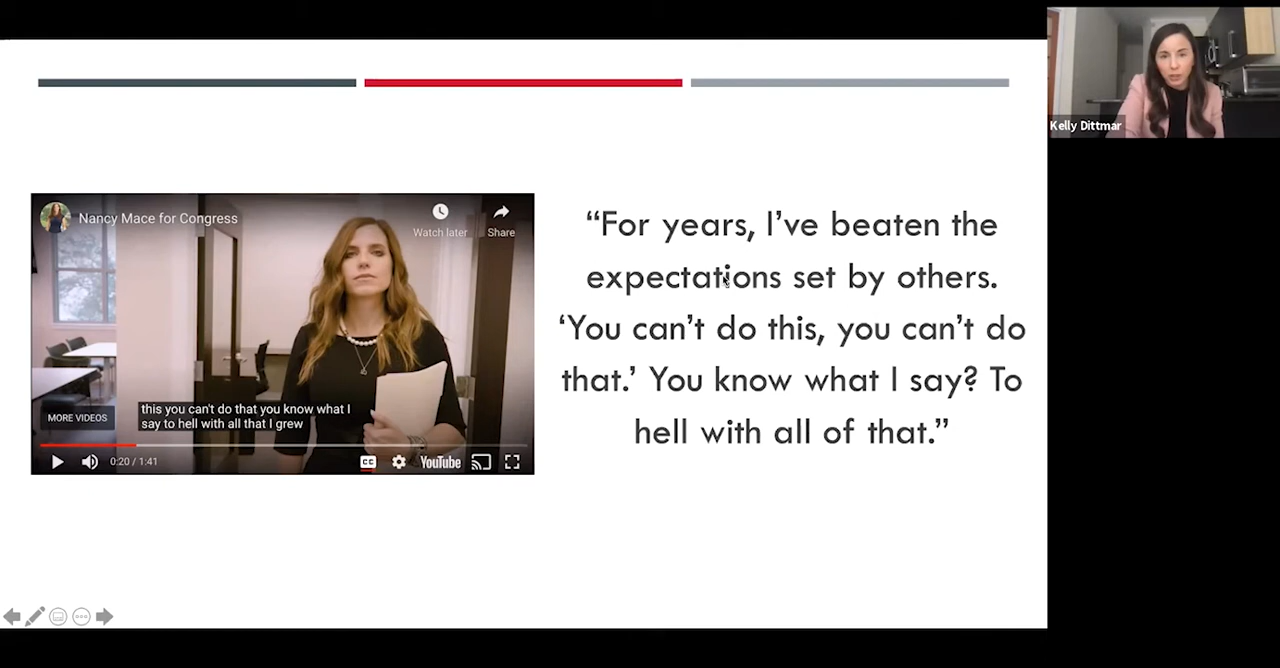 Kelly Dittmar
Nancy Mace for Congress
Watch later
Share
MORE VIDEOS
this you can't do that you know what I
say to hell with all that I grew
0:20 / 1:41
CC
YouTube
“For years, I’ve beaten the
expectations set by others.
‘You can’t do this, you can’t do
that.’ You know what I say? To
hell with all of that.”